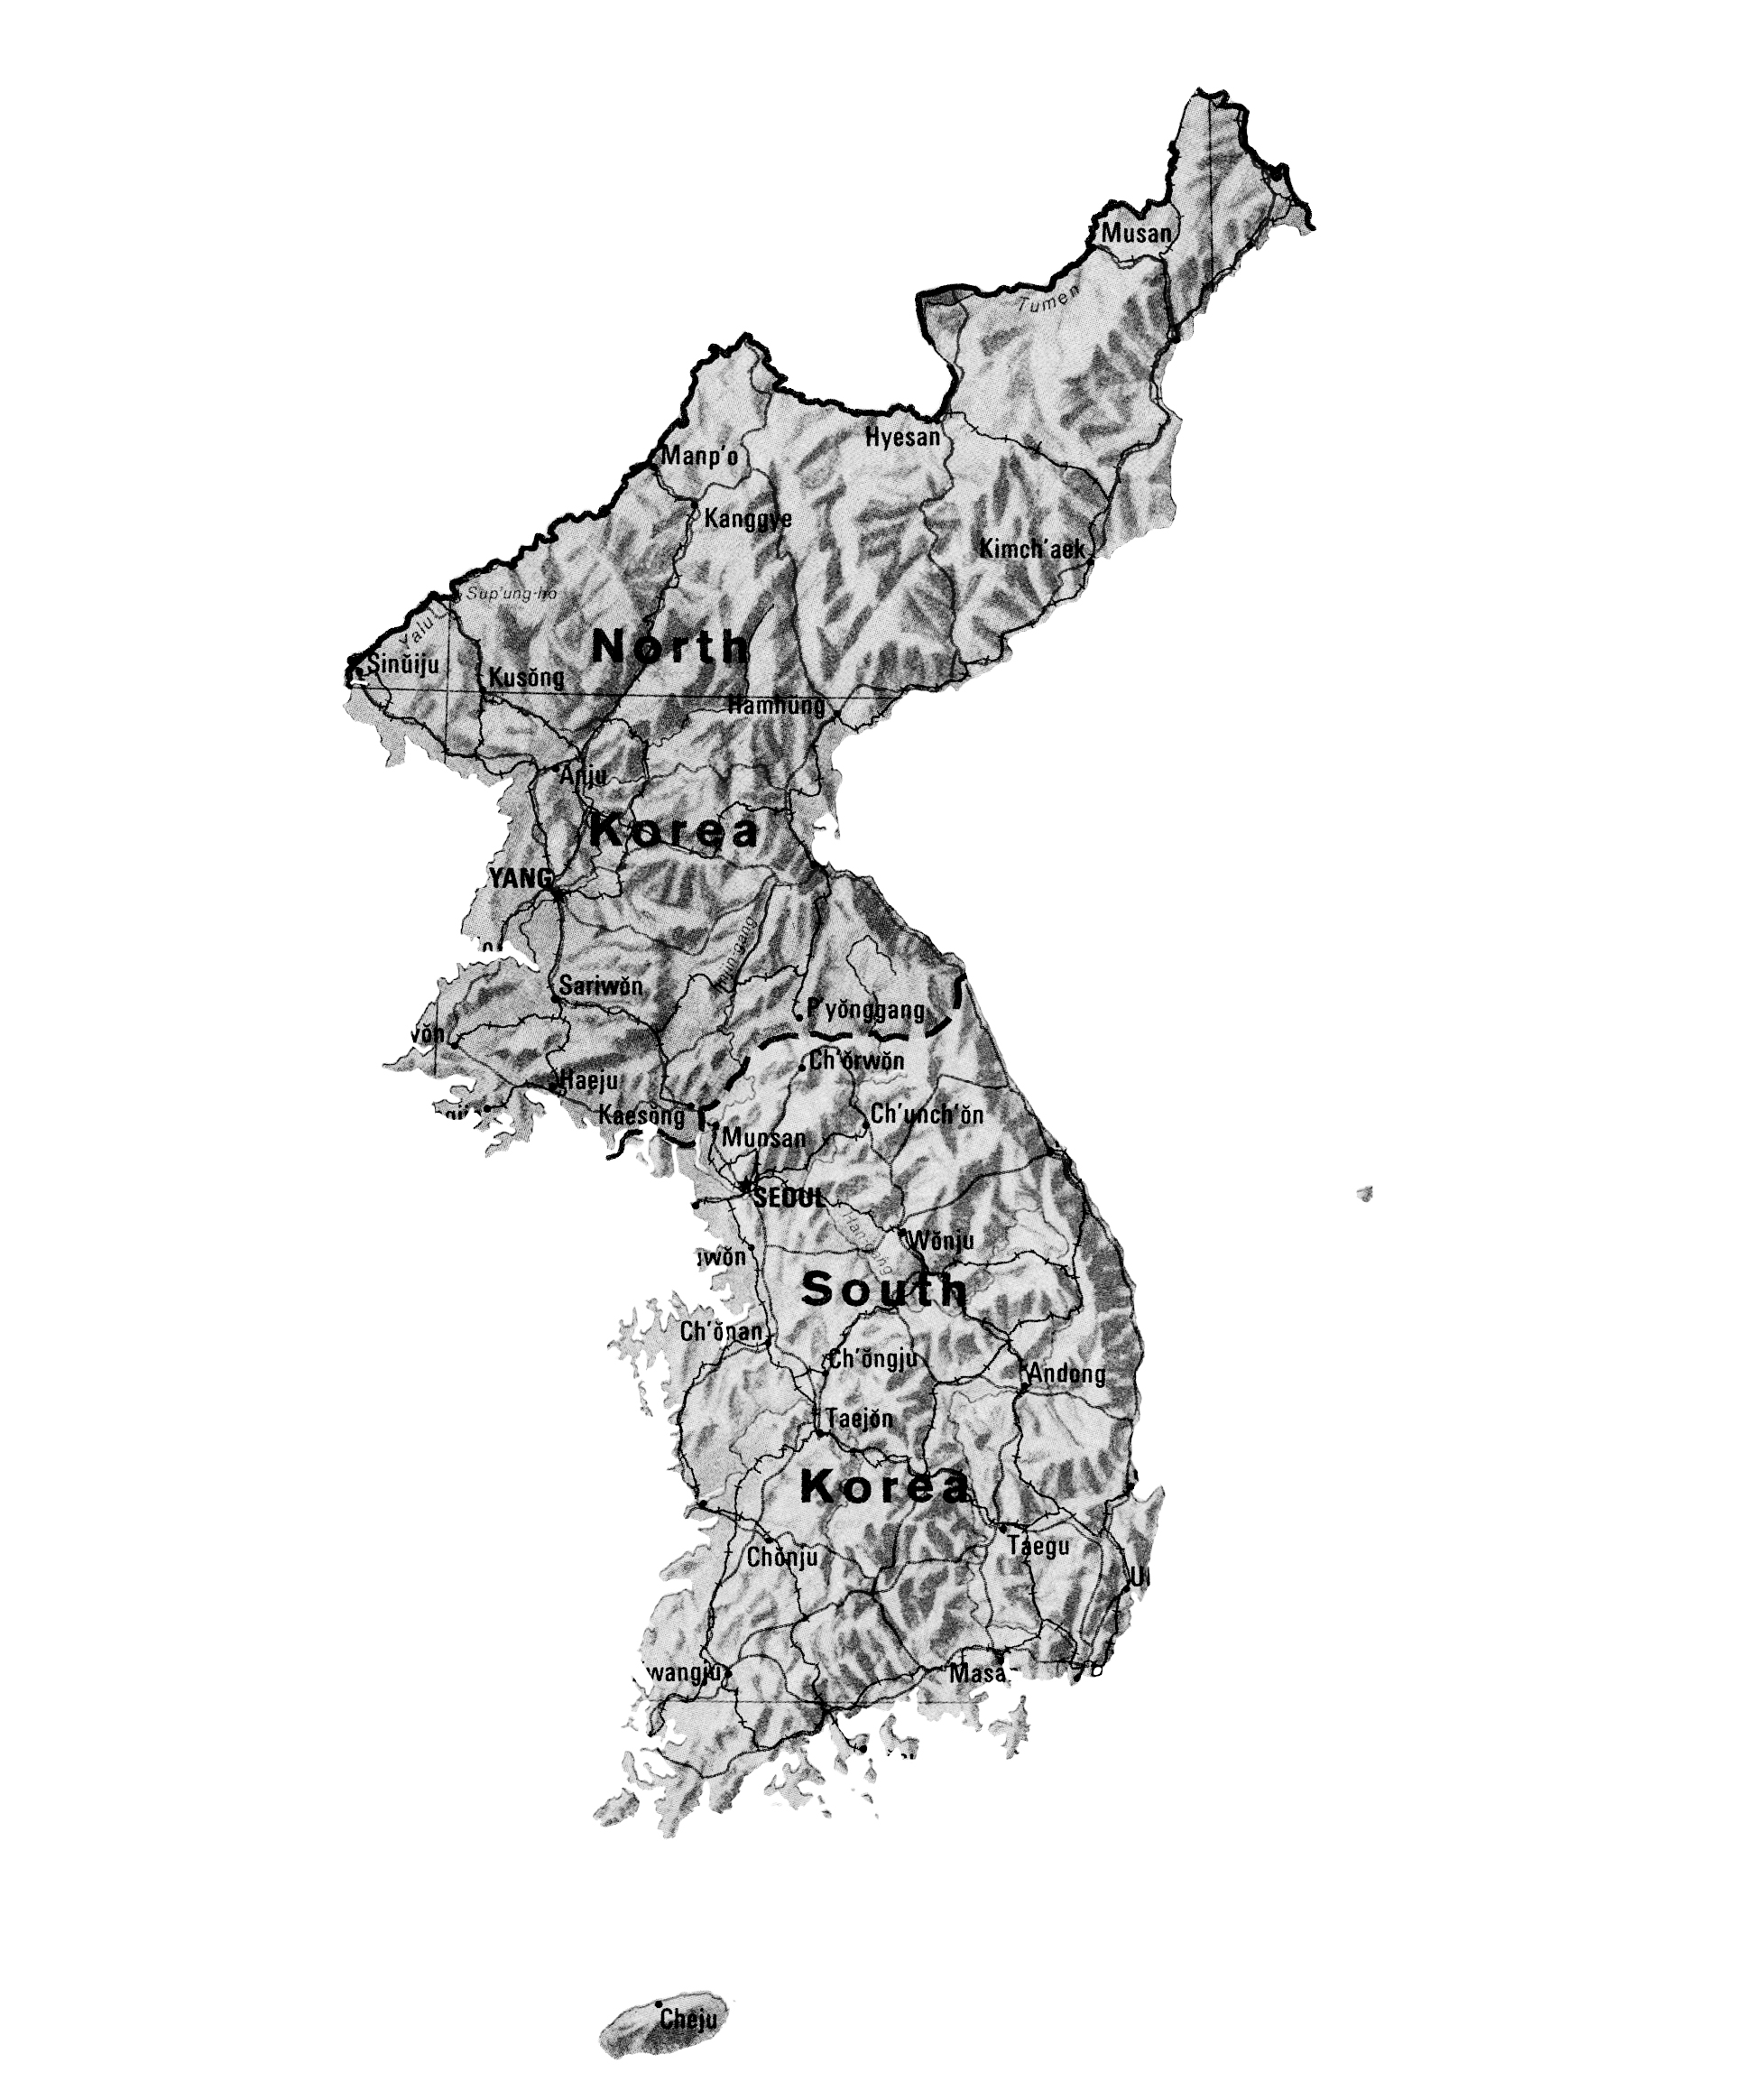 Musan
Tumen
Hyesan
Manp'o
Kanggye
Kimch'aek
Sup'ung-ho
Yalu
North
Sinŭiju
Kusŏng
Hamhŭng
Anju
Korea
YANG
Sariwŏn
P'yŏnggang
wŏn
Ch'ŏrwŏn
Haeju
Kaesŏng
Ch'unch'ŏn
Munsan
SEOUL
Han-gang
Wŏnju
wŏn
South
Ch'ŏnan
Ch'ŏngju
Andong
Taejŏn
Korea
Taegu
Chŏnju
Ul
wangju
Masa
Cheju